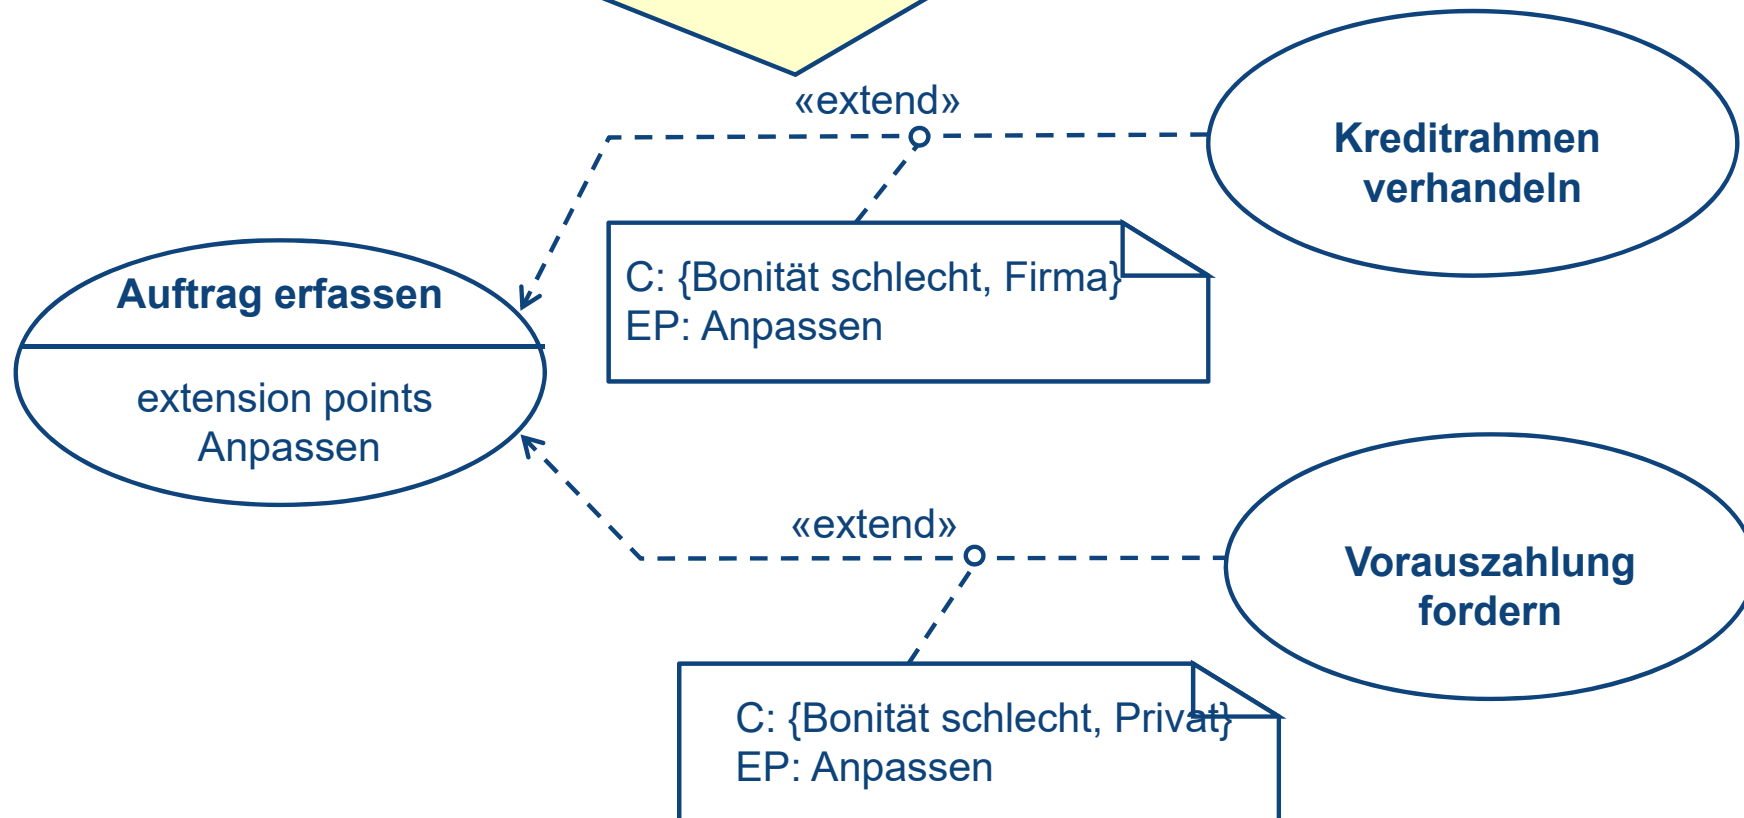 «extend»
Kreditrahmen
verhandeln
Auftrag erfassen
extension points
Anpassen
C: {Bonität schlecht, Firma}
EP: Anpassen
«extend»
Vorauszahlung
fordern
C: {Bonität schlecht, Privat}
EP: Anpassen